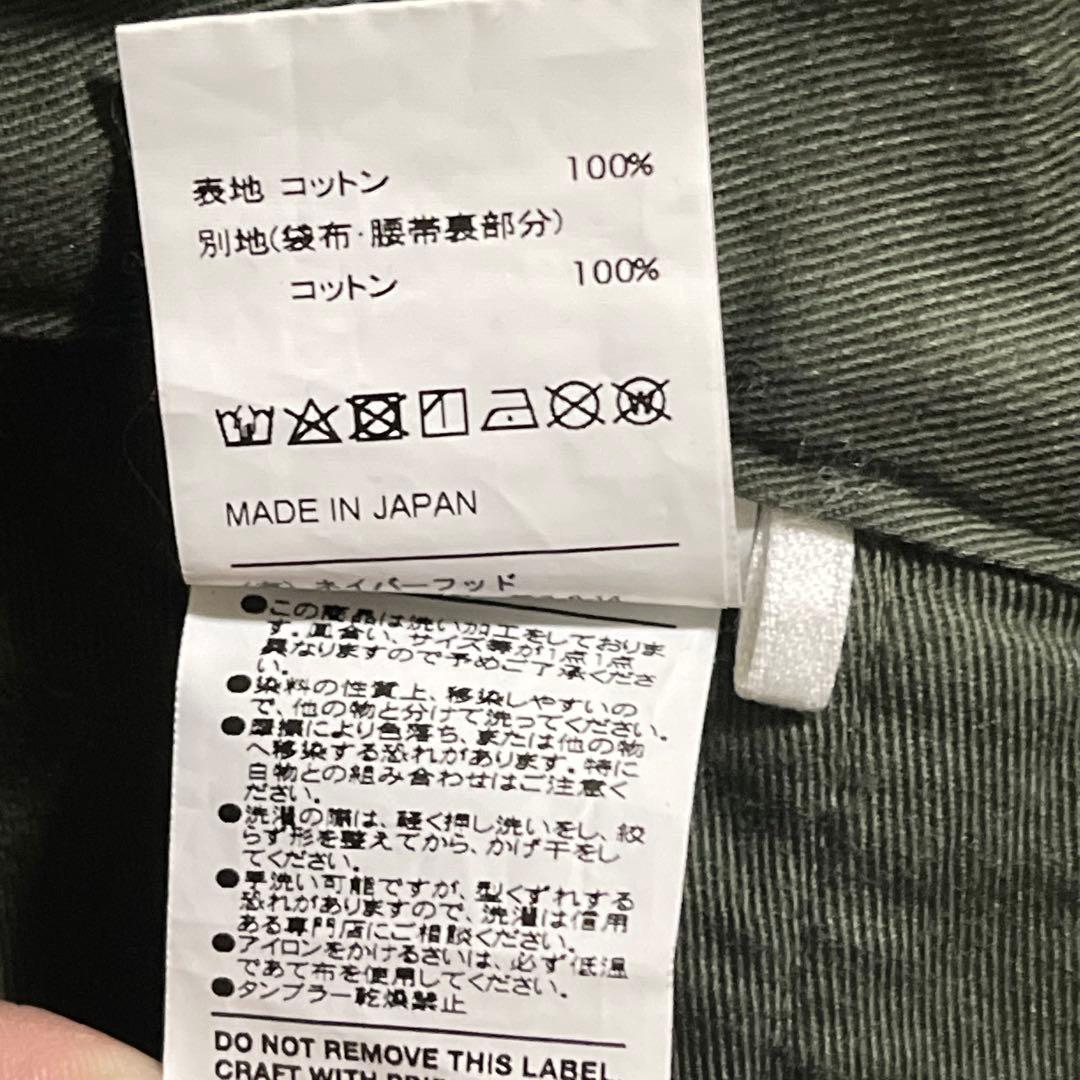 表地 コットン 100%
別地(袋布・腰帯裏部分)
コットン 100%
W
MADE IN JAPAN
ネイバーフッド
●この商品は洗い加工をしておりま
す。風合い、サイズ等が1点1点
異なりますので予めご了承くださ
い。
●染料の性質上、移染しやすいの
で、他の物と分けて洗ってください。
●摩擦により色落ち、または他の物
へ移染する恐れがあります。特に
白物との組み合わせはご注意く
ださい。
●洗濯の際は、軽く押し洗いをし、絞
らず形を整えてから、かげ干をし
てください。
●手洗い可能ですが、型くずれする
恐れがありますので、洗濯は信用
ある専門店にご相談ください。
●アイロンをかけるさいは、必ず低温
であて布を使用してください。
●タンブラー乾燥禁止
DO NOT REMOVE THIS LABEL.
CRAFT WITH